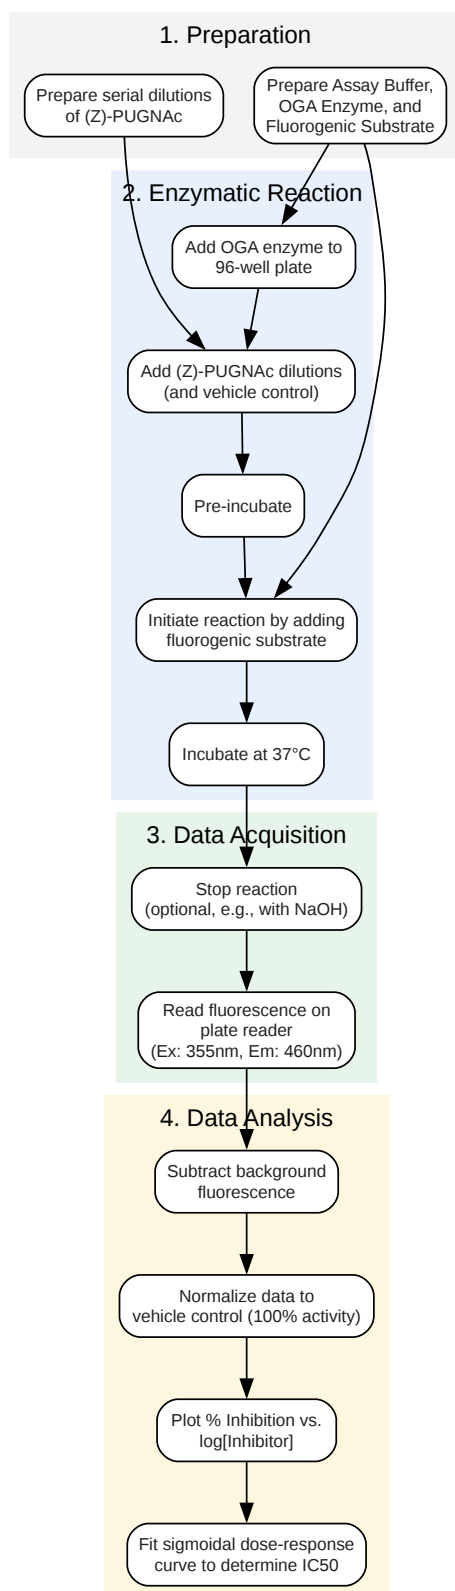 1. Preparation
Prepare serial dilutions
of (Z)-PUGNAc
Prepare Assay Buffer,
OGA Enzyme, and
Fluorogenic Substrate
2. Enzymatic Reaction
Add OGA enzyme to
96-well plate
Add (Z)-PUGNAc dilutions
(and vehicle control)
Pre-incubate
Initiate reaction by adding
fluorogenic substrate
Incubate at 37°C
3. Data Acquisition
Stop reaction
(optional, e.g., with NaOH)
Read fluorescence on
plate reader
(Ex: 355nm, Em: 460nm)
4. Data Analysis
Subtract background
fluorescence
Normalize data to
vehicle control (100% activity)
Plot % Inhibition vs.
log[Inhibitor]
Fit sigmoidal dose-response
curve to determine IC50